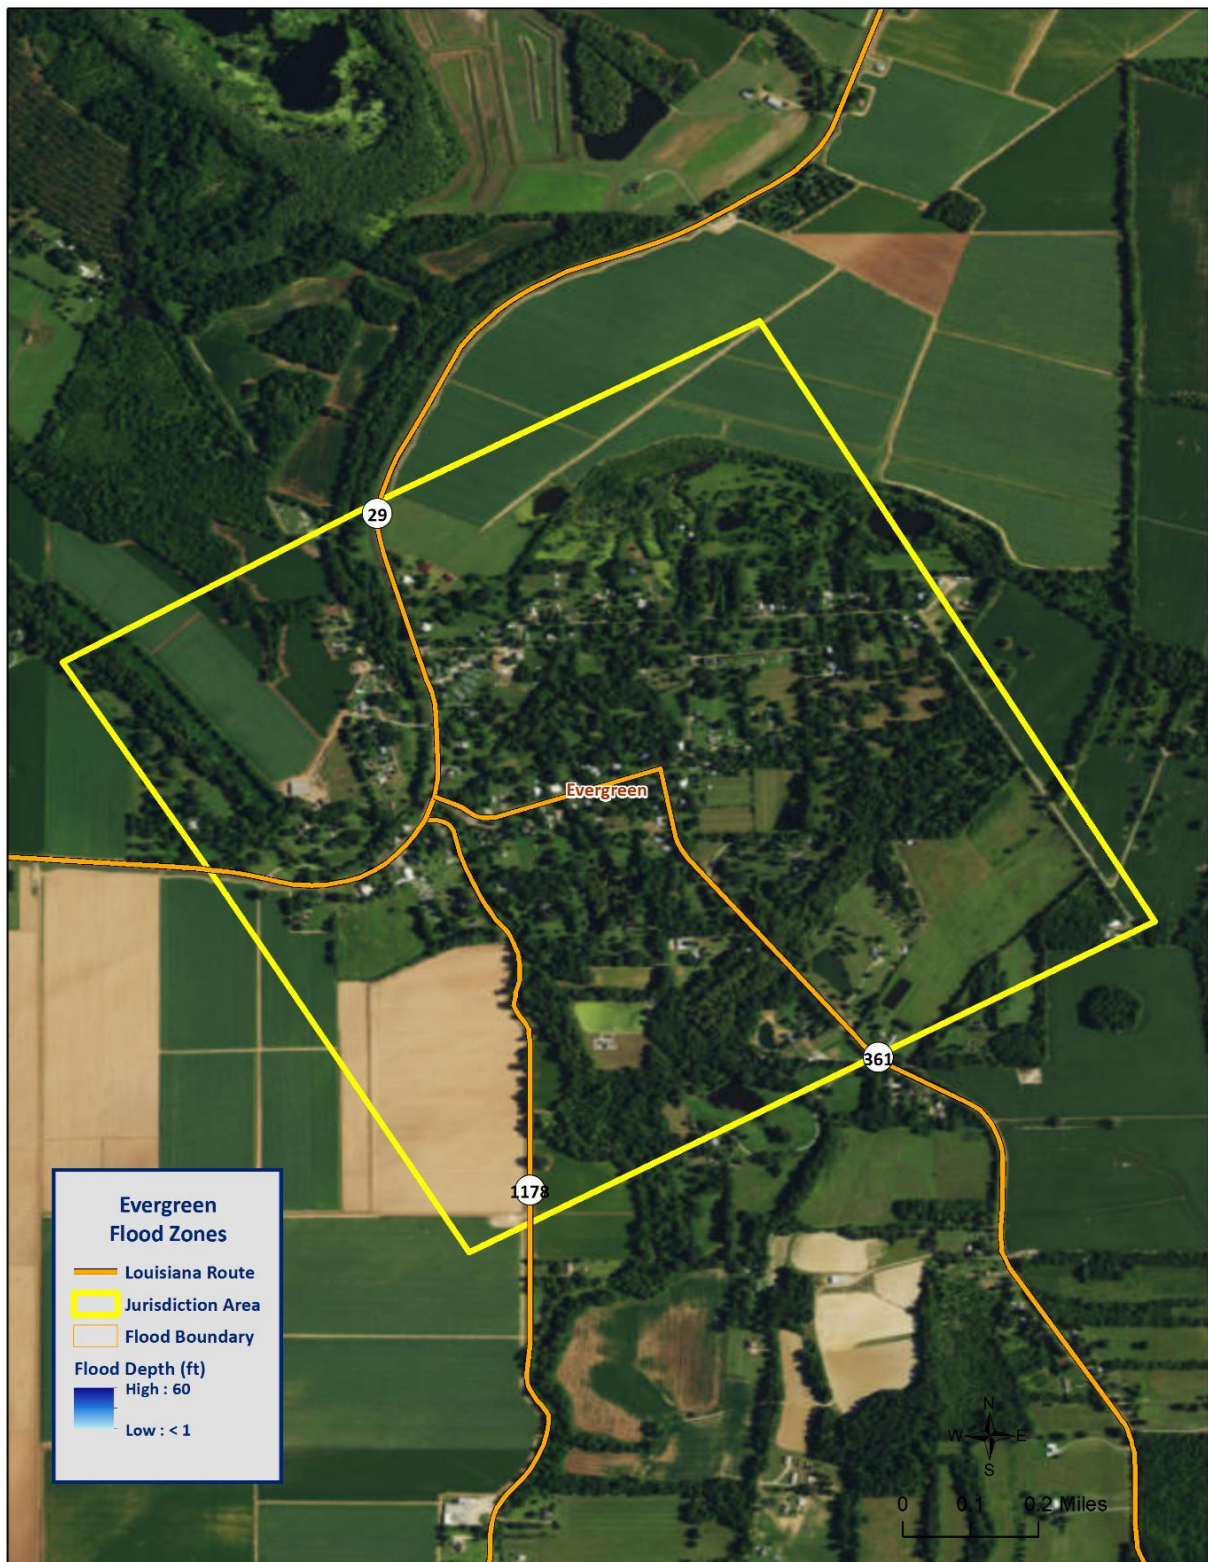 29
Evergreen
361
1178
Evergreen
Flood Zones
Louisiana Route
Jurisdiction Area
Flood Boundary
Flood Depth (ft)
High : 60
Low : < 1
N
W E
S
0 0.1 0.2 Miles